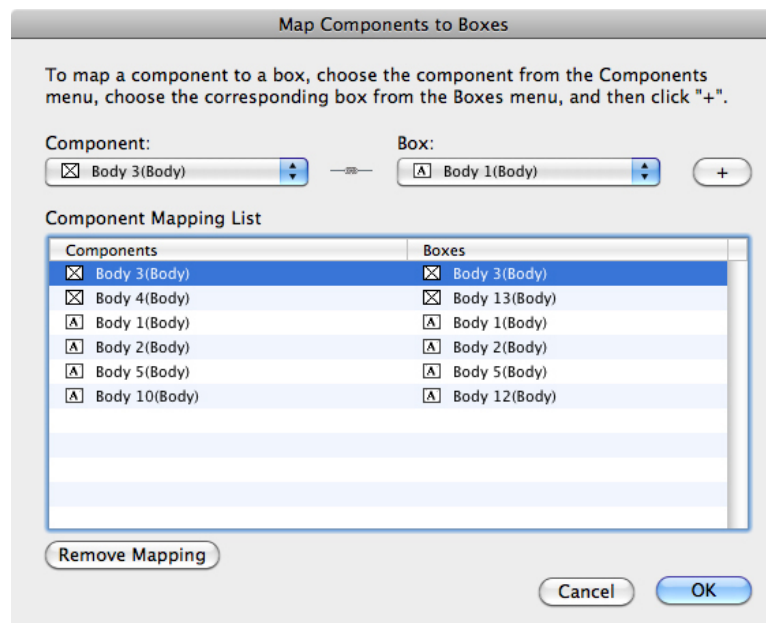 Map Components to Boxes
To map a component to a box, choose the component from the Components
menu, choose the corresponding box from the Boxes menu, and then click "+".
Component: Box:
Body 3(Body) A Body 1(Body) +
Component Mapping List
Components Boxes
Body 3(Body) Body 3(Body)
Body 4(Body) Body 13(Body)
A Body 1(Body) A Body 1(Body)
A Body 2(Body) A Body 2(Body)
A Body 5(Body) A Body 5(Body)
A Body 10(Body) A Body 12(Body)
Remove Mapping
Cancel OK